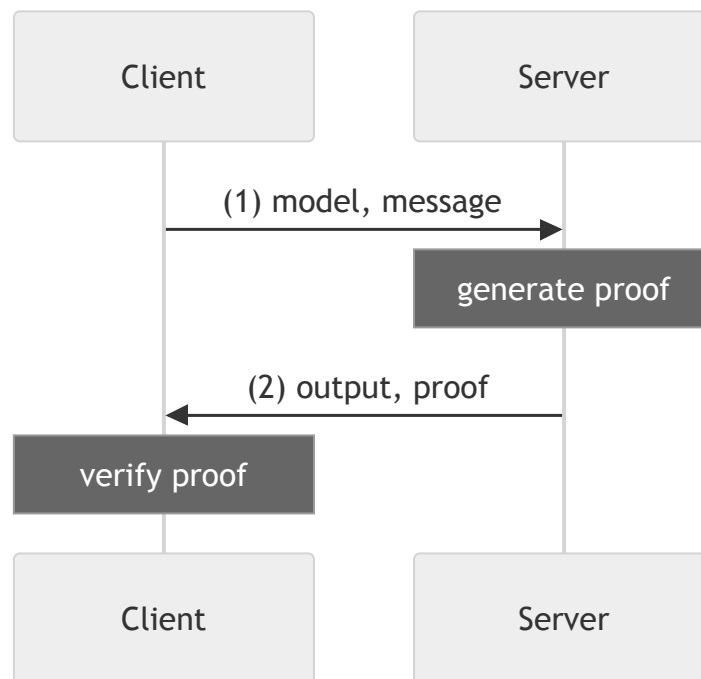 Client
Server
(1) model, message
generate proof
(2) output, proof
verify proof
Client
Server